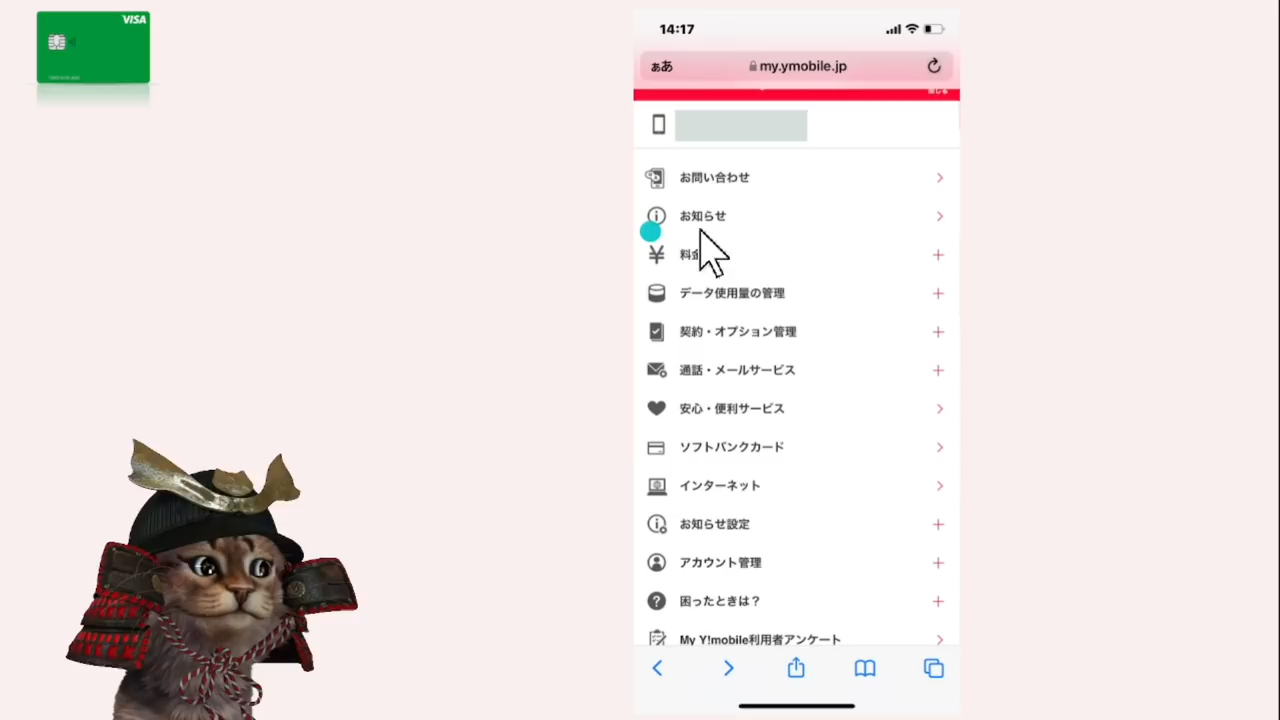 VISA
14:17
ああ
my.ymobile.jp
お問い合わせ
お知らせ
料金
データ使用量の管理
契約・オプション管理
通話・メールサービス
安心・便利サービス
ソフトバンクカード
インターネット
お知らせ設定
アカウント管理
困ったときは？
My Y!mobile利用者アンケート